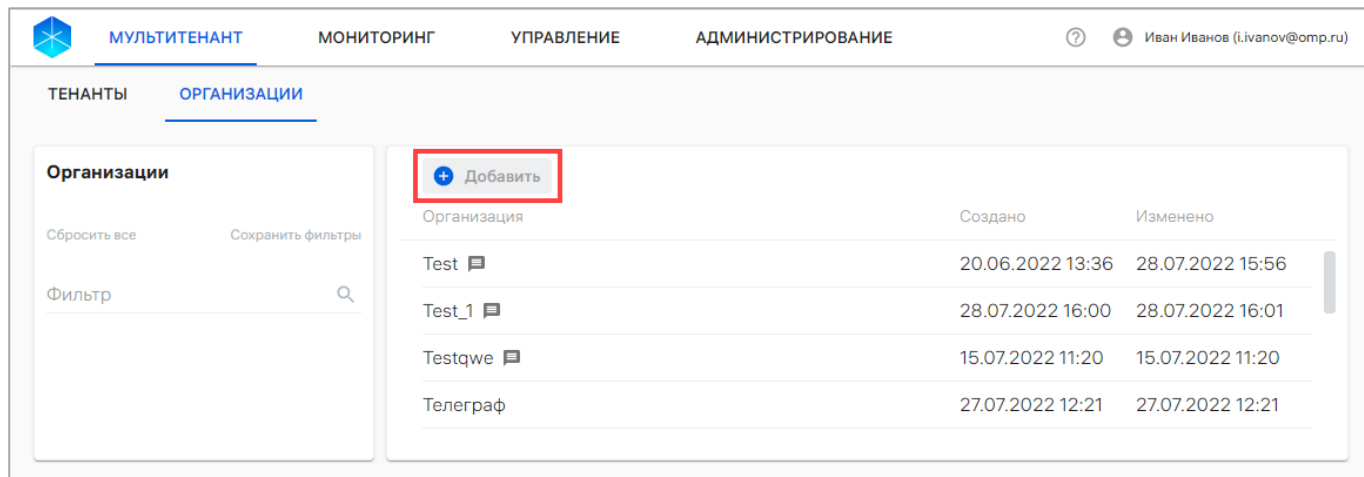 МУЛЬТИТЕНАНТ МОНИТОРИНГ УПРАВЛЕНИЕ АДМИНИСТРИРОВАНИЕ ? Иван Иванов (i.ivanov@omp.ru)
ТЕНАНТЫ ОРГАНИЗАЦИИ
Организации
Сбросить все Сохранить фильтры
Фильтр
Добавить
Организация Создано Изменено
Test 20.06.2022 13:36 28.07.2022 15:56
Test_1 28.07.2022 16:00 28.07.2022 16:01
Testqwe 15.07.2022 11:20 15.07.2022 11:20
Телеграф 27.07.2022 12:21 27.07.2022 12:21